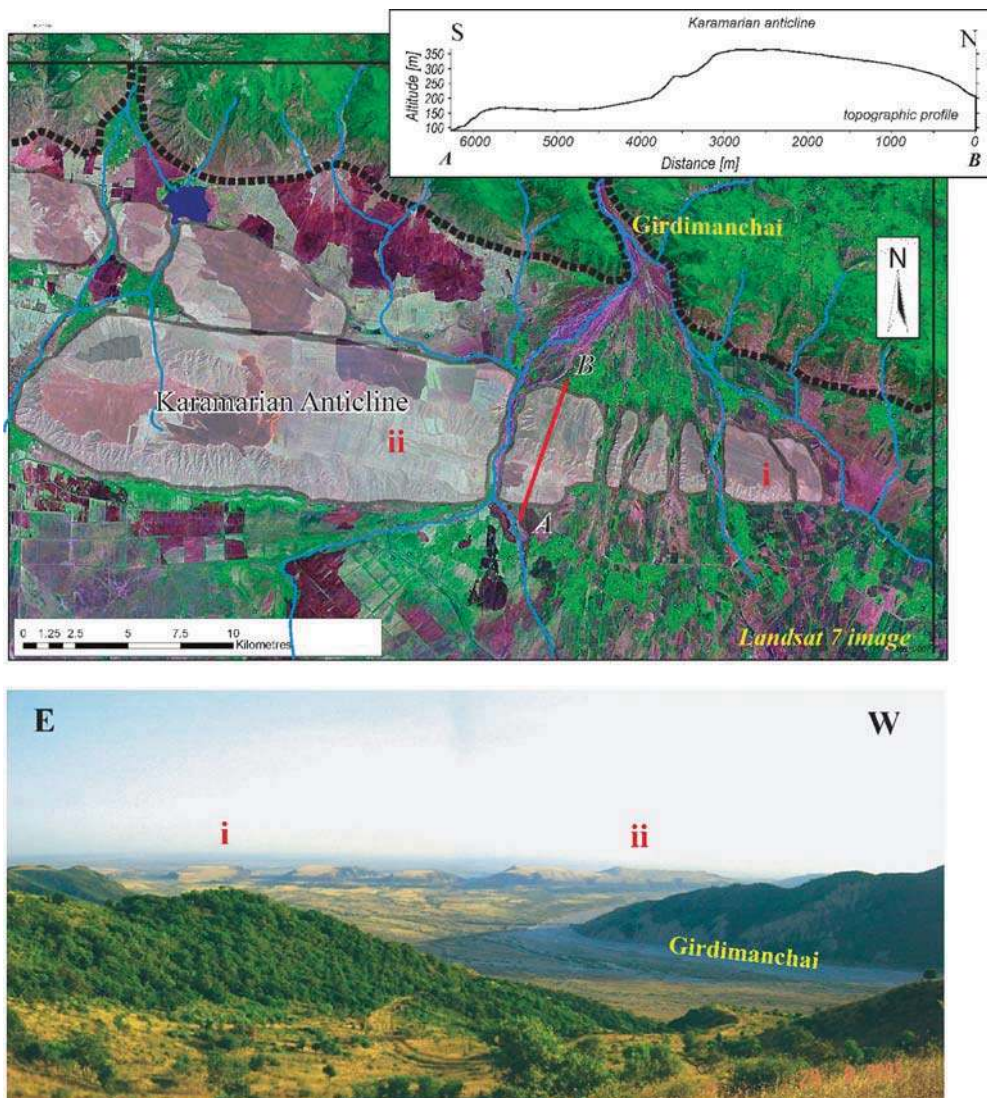 S
Karamarian anticline
N
Altitude [m]
350
300
250
200
150
100
topographic profile
6000 5000 4000 3000 2000 1000 0
A
Distance [m]
B
Girdimanchai
N
B
Karamarian Anticline
ii
i
A
0 1.25 2.5 5 7.5 10
Kilometres
Landsat 7 image
E
W
i
ii
Girdimanchai